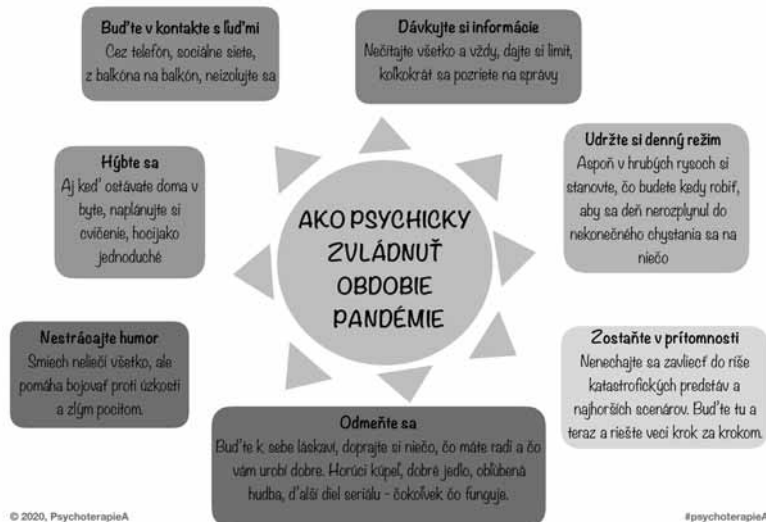 Buďte v kontakte s ľuďmi
Cez telefón, sociálne siete,
z balkóna na balkón, neizolujte sa
Dávkujte si informácie
Nečítajte všetko a vždy, dajte si limit,
koľkokrát sa pozriete na správy
Hýbte sa
Aj keď ostávate doma v
byte, naplánujte si
cvičenie, hocijako
jednoduché
AKO PSYCHICKY
ZVLÁDNUŤ
OBDOBIE
PANDÉMIE
Udržte si denný režim
Aspoň v hrubých rysoch si
stanovte, čo budete kedy robiť,
aby sa deň nerozplynul do
nekonečného chystania sa na
niečo
Nestrácajte humor
Smiech nelieči všetko, ale
pomáha bojovať proti úzkosti
a zlým pocitom.
Zostaňte v prítomnosti
Nenechajte sa zavliecť do ríše
katastrofických predstáv a
najhorších scenárov. Buďte tu a
teraz a riešte veci krok za krokom.
Odmeňte sa
Buďte k sebe láskaví, doprajte si niečo, čo máte radi a čo
vám urobí dobre. Horúci kúpeľ, dobré jedlo, obľúbená
hudba, ďalší diel seriálu - čokoľvek čo funguje.
© 2020, PsychoterapieA
#psychoterapieA